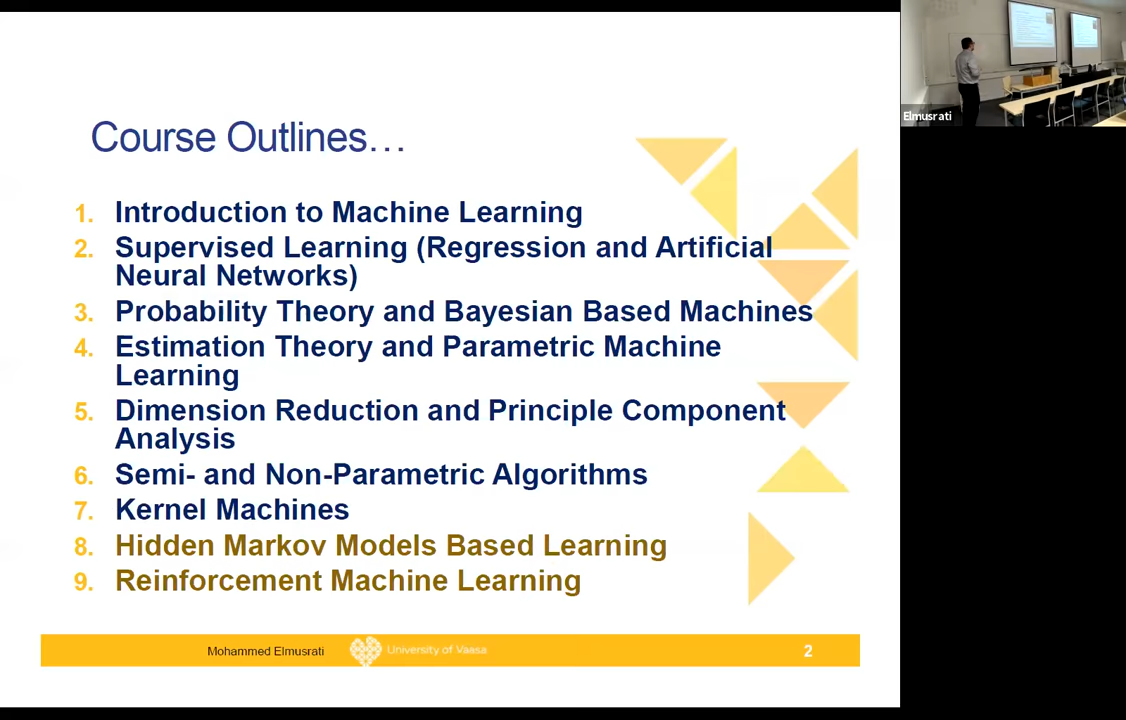 Course Outlines…
1. Introduction to Machine Learning
2. Supervised Learning (Regression and Artificial
Neural Networks)
3. Probability Theory and Bayesian Based Machines
4. Estimation Theory and Parametric Machine
Learning
5. Dimension Reduction and Principle Component
Analysis
6. Semi- and Non-Parametric Algorithms
7. Kernel Machines
8. Hidden Markov Models Based Learning
9. Reinforcement Machine Learning
Mohammed Elmusrati University of Vaasa 2
Elmusrati